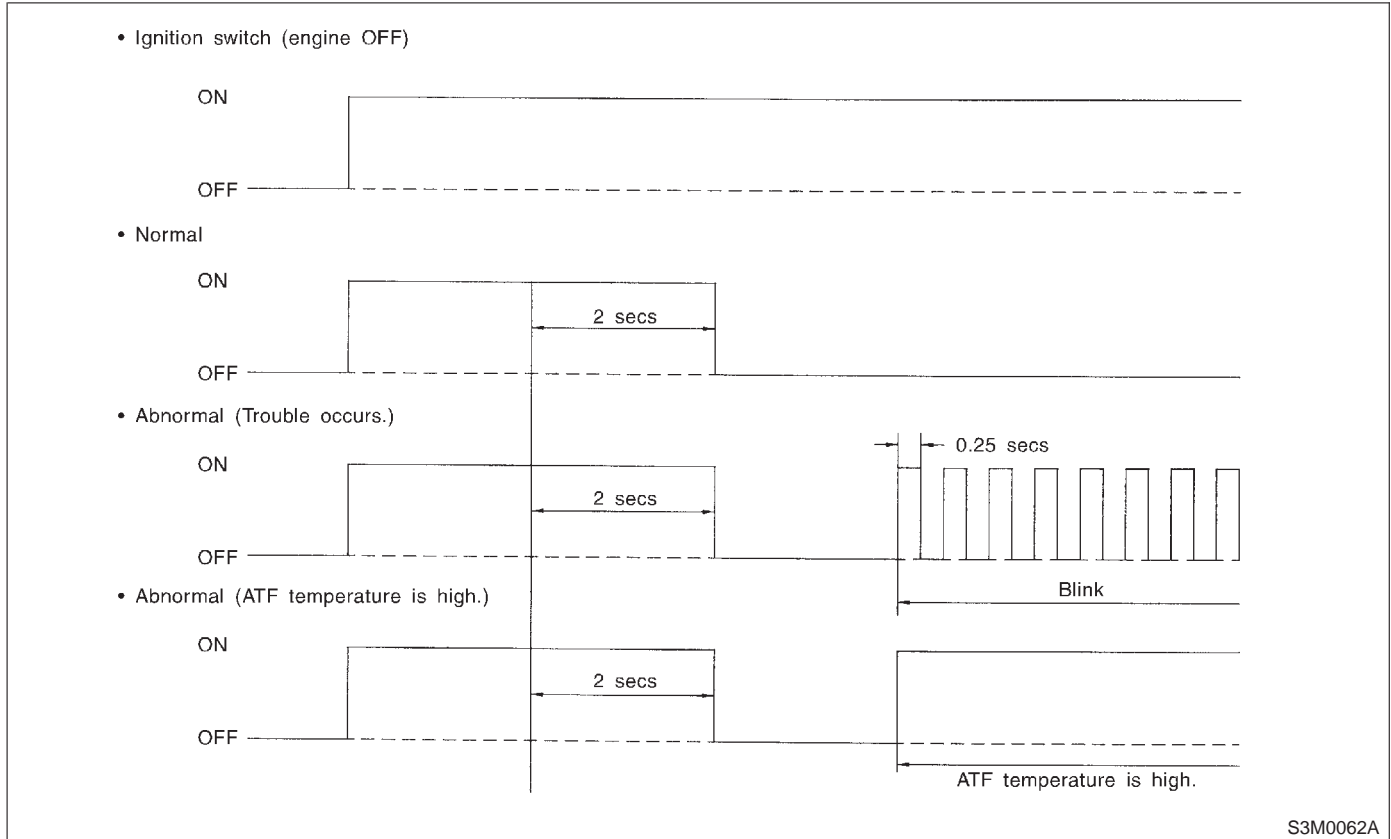 • Ignition switch (engine OFF)
ON
OFF
• Normal
ON
2 secs
OFF
• Abnormal (Trouble occurs.)
0.25 secs
ON
2 secs
OFF
Blink
• Abnormal (ATF temperature is high.)
ON
2 secs
OFF
ATF temperature is high.
S3M0062A